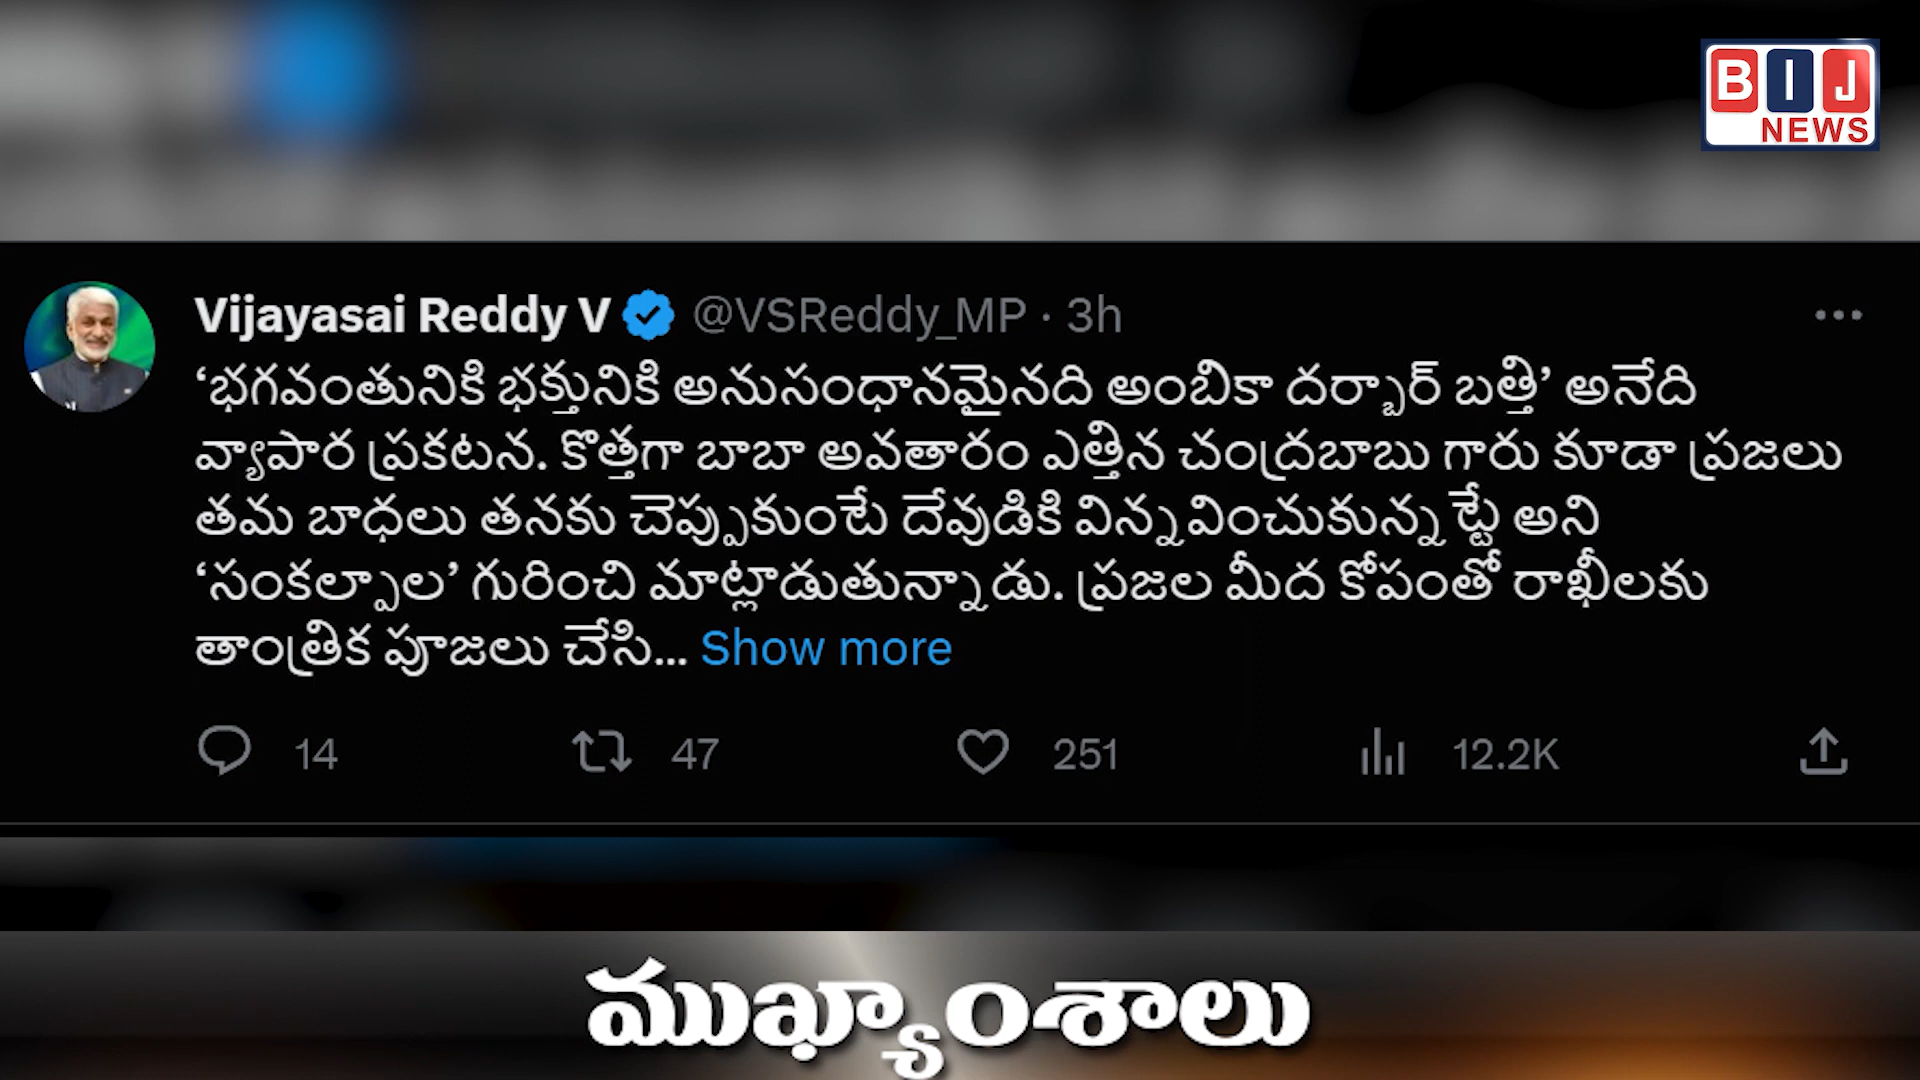 B I J
NEWS
Vijayasai Reddy V @VSReddy_MP · 3h
‘భగవంతునికి భక్తునికి అనుసంధానమైనది అంబికా దర్బార్ బత్తి’ అనేది
వ్యాపార ప్రకటన. కొత్తగా బాబా అవతారం ఎత్తిన చంద్రబాబు గారు కూడా ప్రజలు
తమ బాధలు తనకు చెప్పుకుంటే దేవుడికి విన్నవించుకున్నట్టే అని
‘సంకల్పాల’ గురించి మాట్లాడుతున్నాడు. ప్రజల మీద కోపంతో రాఖీలకు
తాంత్రిక పూజలు చేసి... Show more
14 47 251 12.2K
ముఖ్యాంశాలు